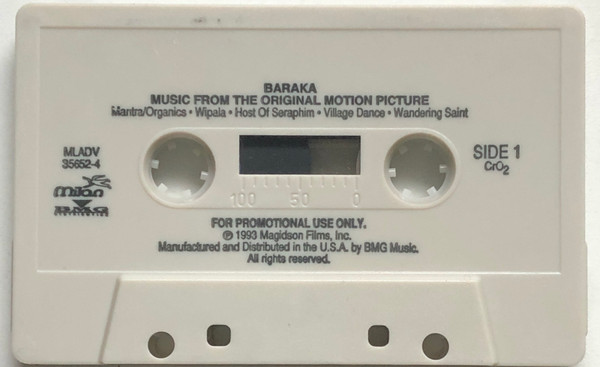 BARAKA
MUSIC FROM THE ORIGINAL MOTION PICTURE
Mantra/Organics • Wipala • Host Of Seraphim • Village Dance • Wandering Saint
MLADV
35652-4
milan
BMG
SIDE 1
CrO₂
100 50 0
FOR PROMOTIONAL USE ONLY.
℗ 1993 Magidson Films, Inc.
Manufactured and Distributed in the U.S.A. by BMG Music.
All rights reserved.